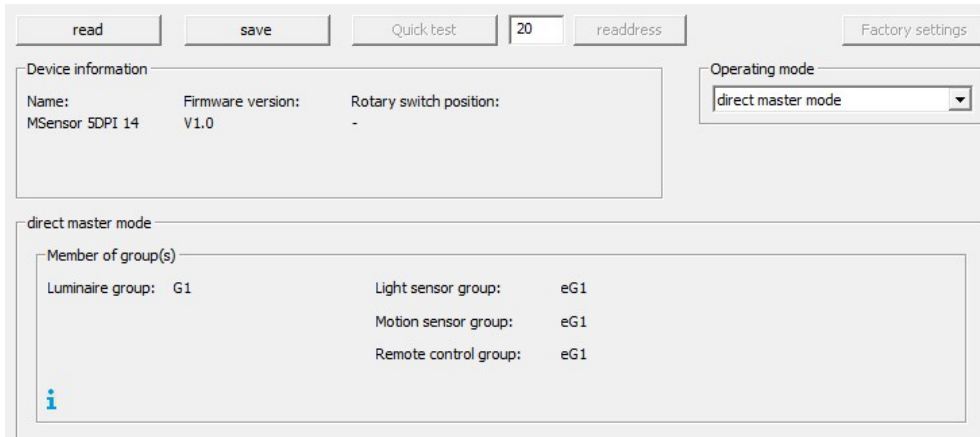 read save Quick test 20 readdress Factory settings
Device information Operating mode
Name: Firmware version: Rotary switch position: direct master mode
MSensor 5DPI 14 V1.0 -
direct master mode
Member of group(s)
Luminaire group: G1 Light sensor group: eG1
Motion sensor group: eG1
Remote control group: eG1
i